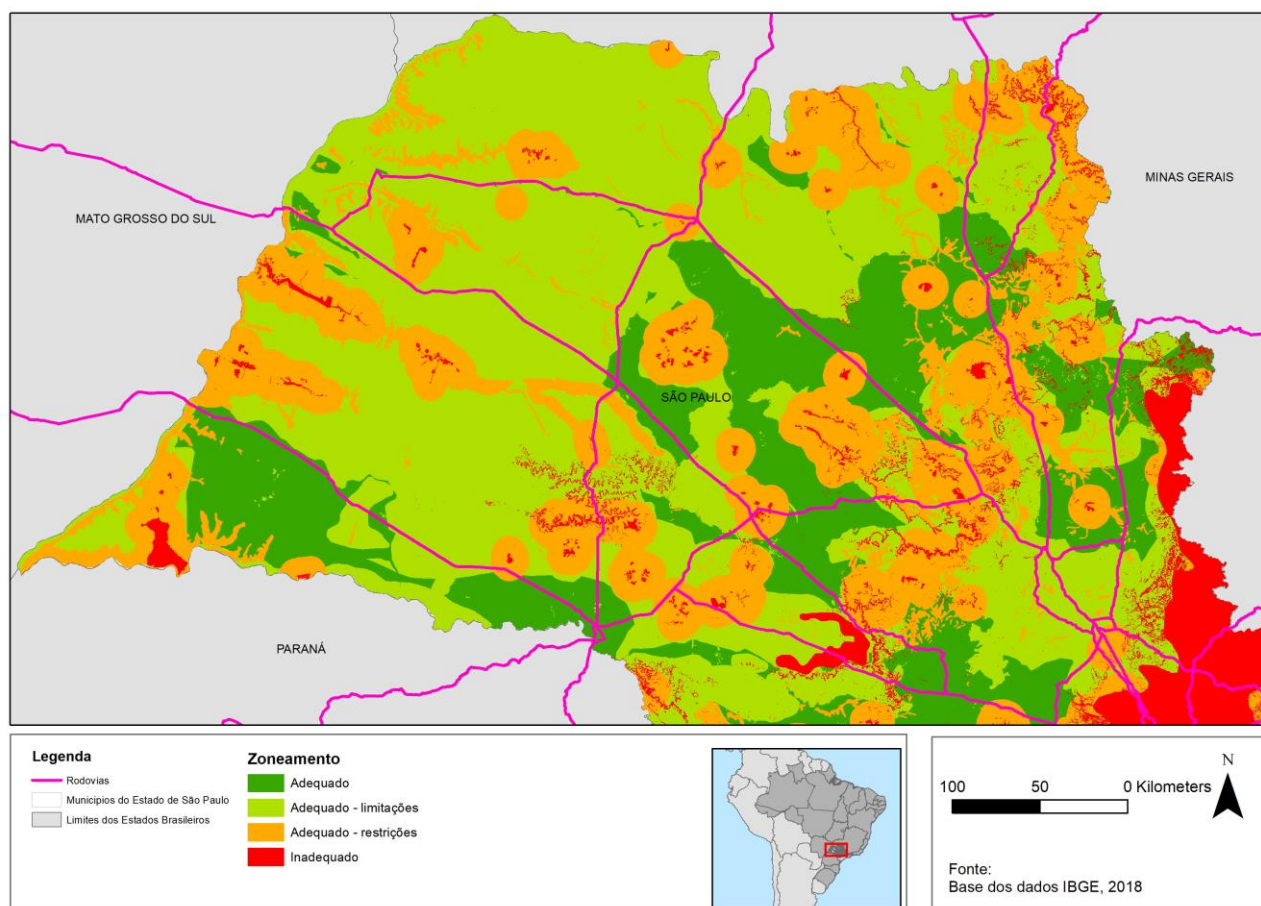 MINAS GERAIS
MATO GROSSO DO SUL
SÃO PAULO
PARANÁ
Legenda
Rodovias
Municípios do Estado de São Paulo
Limites dos Estados Brasileiros
Zoneamento
Adequado
Adequado - limitações
Adequado - restrições
Inadequado
N
100 50 0 Kilometers
Fonte:
Base dos dados IBGE, 2018